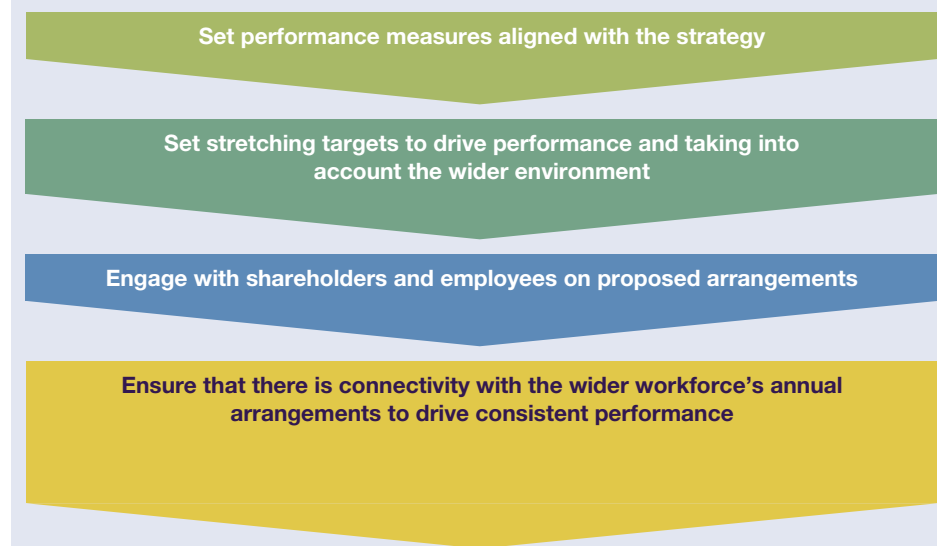 Set performance measures aligned with the strategy
Set stretching targets to drive performance and taking into
account the wider environment
Engage with shareholders and employees on proposed arrangements
Ensure that there is connectivity with the wider workforce’s annual
arrangements to drive consistent performance